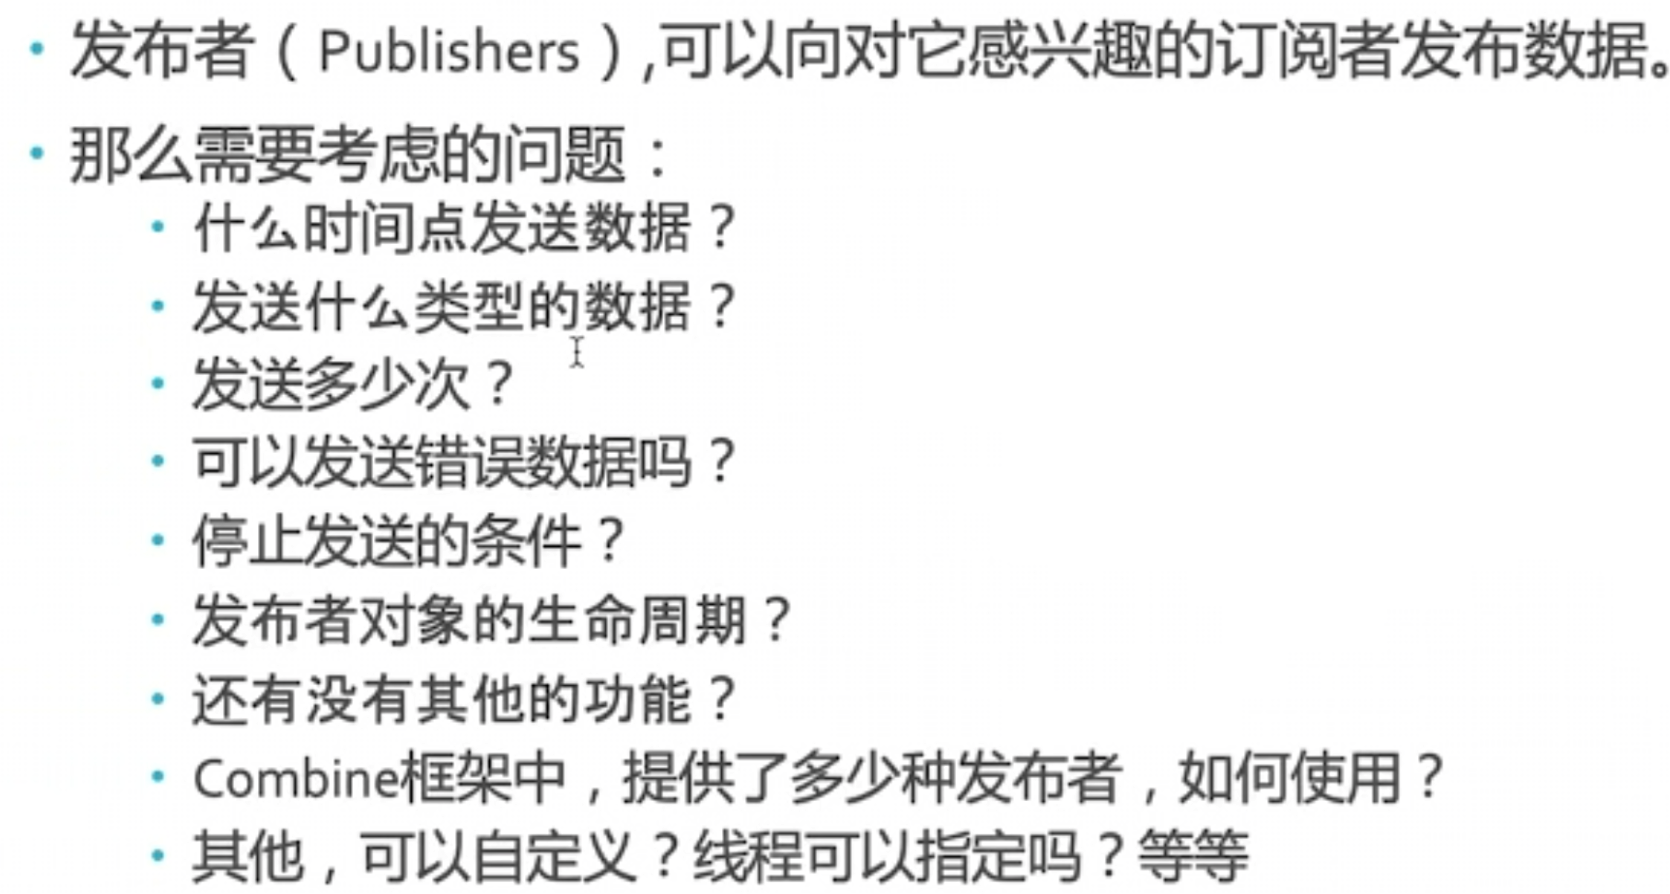 • 发布者（Publishers）,可以向对它感兴趣的订阅者发布数据。
• 那么需要考虑的问题：
• 什么时间点发送数据？
• 发送什么类型的数据？
• 发送多少次？
• 可以发送错误数据吗？
• 停止发送的条件？
• 发布者对象的生命周期？
• 还有没有其他的功能？
• Combine框架中，提供了多少种发布者，如何使用？
• 其他，可以自定义？线程可以指定吗？等等